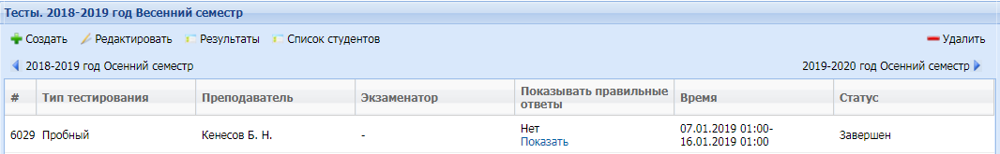 Тесты. 2018-2019 год Весенний семестр
Создать Редактировать Результаты Список студентов Удалить
2018-2019 год Осенний семестр 2019-2020 год Осенний семестр
# Тип тестирования Преподаватель Экзаменатор Показывать правильные ответы Время Статус
6029 Пробный Кенесов Б. Н. - Нет Показать 07.01.2019 01:00- 16.01.2019 01:00 Завершен